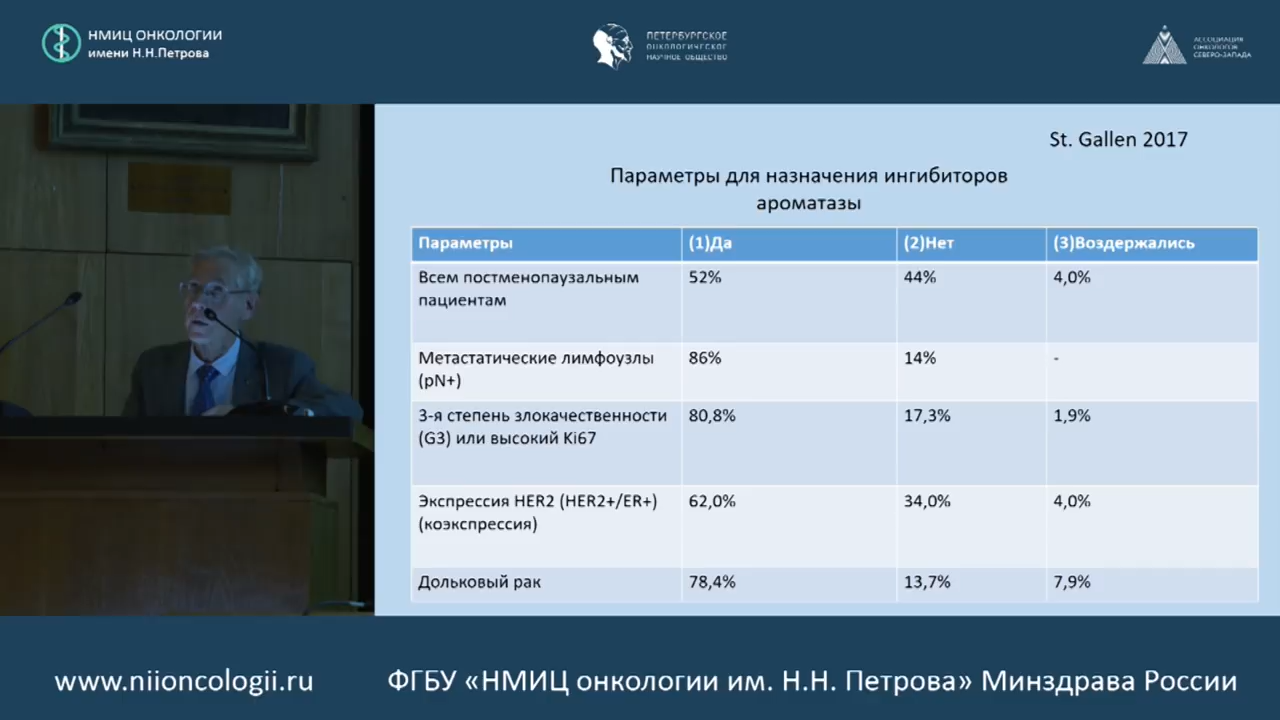 НМИЦ ОНКОЛОГИИ
имени Н.Н.Петрова
ПЕТЕРБУРГСКОЕ
ОНКОЛОГИЧЕСКОЕ
НАУЧНОЕ ОБЩЕСТВО
АССОЦИАЦИЯ
ОНКОЛОГОВ
СЕВЕРО-ЗАПАДА
St. Gallen 2017
Параметры для назначения ингибиторов
ароматазы
Параметры (1)Да (2)Нет (3)Воздержались
Всем постменопаузальным 52% 44% 4,0%
пациентам
Метастатические лимфоузлы 86% 14% -
(pN+)
3-я степень злокачественности 80,8% 17,3% 1,9%
(G3) или высокий Ki67
Экспрессия HER2 (HER2+/ER+) 62,0% 34,0% 4,0%
(коэкспрессия)
Дольковый рак 78,4% 13,7% 7,9%
www.niioncologii.ru ФГБУ «НМИЦ онкологии им. Н.Н. Петрова» Минздрава России